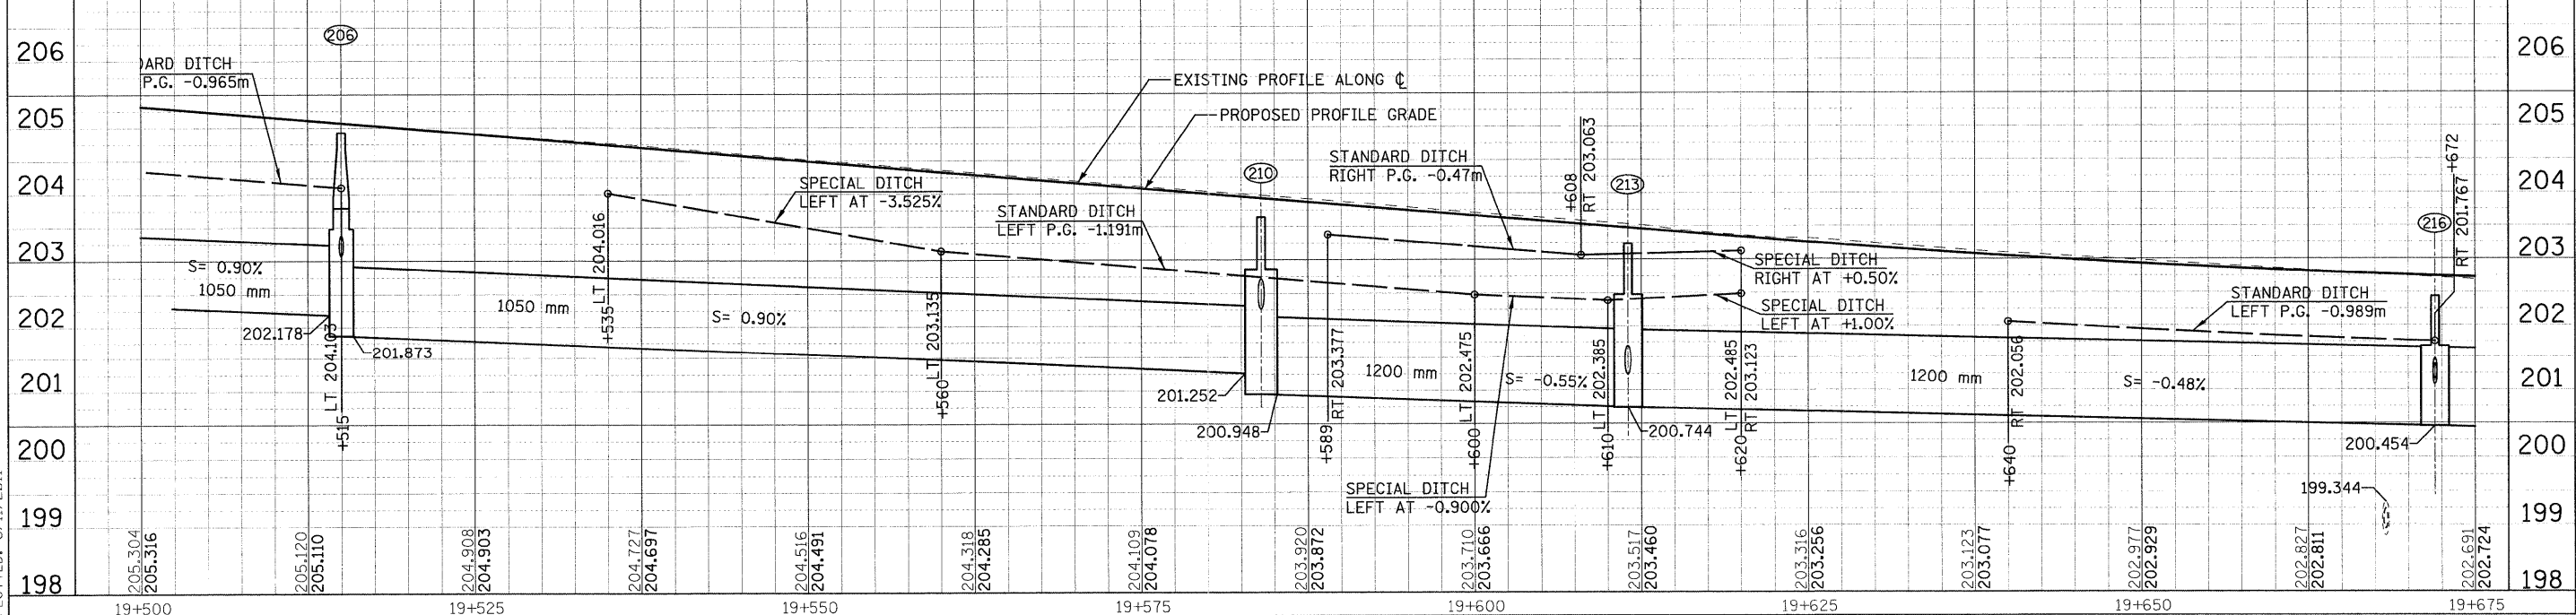 206
205
204
203
202
201
200
199
198
206
205
204
203
202
201
200
199
198
206
DARD DITCH
P.G. -0.965m
S= 0.90%
1050 mm
202.178
LT 204.103
+515
201.873
1050 mm
S= 0.90%
+535
LT 204.016
SPECIAL DITCH
LEFT AT -3.525%
+560
LT 203.135
STANDARD DITCH
LEFT P.G. -1.191m
EXISTING PROFILE ALONG ℄
PROPOSED PROFILE GRADE
210
201.252
200.948
+589
RT 203.377
STANDARD DITCH
RIGHT P.G. -0.47m
1200 mm
+600
LT 202.475
S= -0.55%
SPECIAL DITCH
LEFT AT -0.900%
+608
RT 203.063
213
+610
LT 202.385
200.744
+620
LT 202.485
RT 203.123
SPECIAL DITCH
RIGHT AT +0.50%
SPECIAL DITCH
LEFT AT +1.00%
1200 mm
+640
RT 202.056
S= -0.48%
STANDARD DITCH
LEFT P.G. -0.989m
216
+672
RT 201.767
200.454
199.344
205.304
205.316
205.120
205.110
204.908
204.903
204.727
204.697
204.516
204.491
204.318
204.285
204.109
204.078
203.920
203.872
203.710
203.666
203.517
203.460
203.316
203.256
203.123
203.077
202.977
202.929
202.827
202.811
202.691
202.724
19+500
19+525
19+550
19+575
19+600
19+625
19+650
19+675